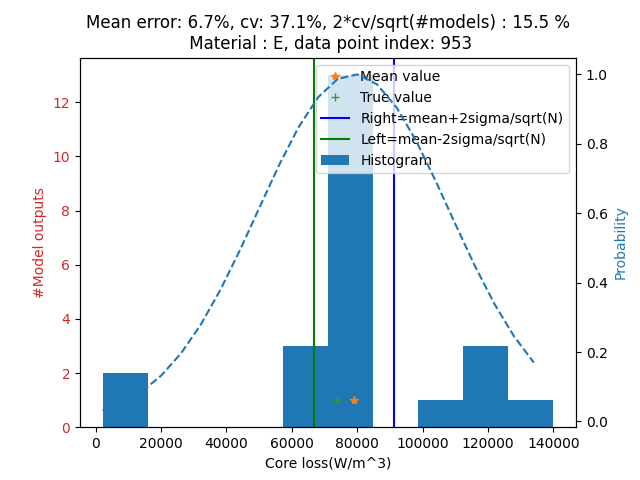 Mean error: 6.7%, cv: 37.1%, 2*cv/sqrt(#models) : 15.5 %
Material : E, data point index: 953
Mean value
True value
Right=mean+2sigma/sqrt(N)
Left=mean-2sigma/sqrt(N)
Histogram
#Model outputs
0
2
4
6
8
10
12
Probability
0.0
0.2
0.4
0.6
0.8
1.0
0 20000 40000 60000 80000 100000 120000 140000
Core loss(W/m^3)